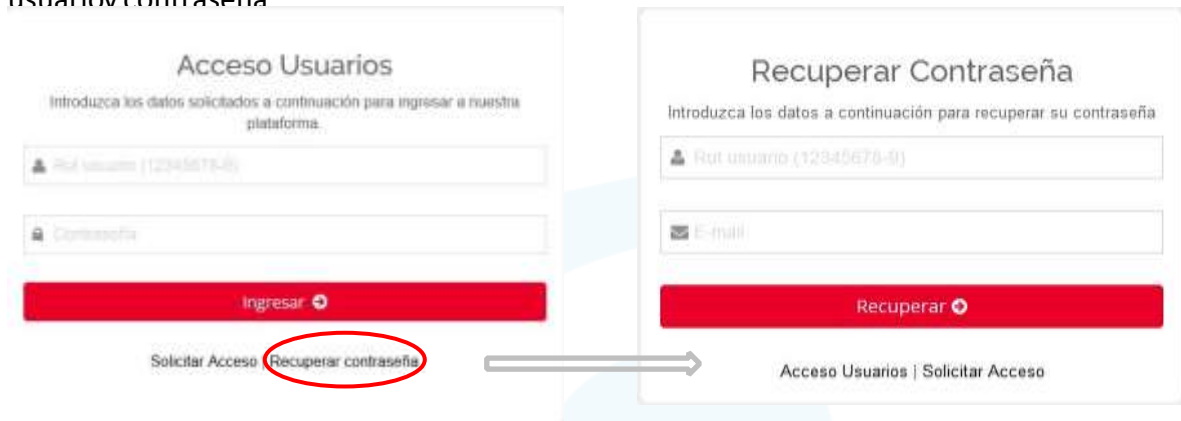 usuario y contraseña
Acceso Usuarios
Introduzca los datos solicitados a continuación para ingresar a nuestra
plataforma.
Rut usuario (12345678-9)
Contraseña
Ingresar
Solicitar Acceso | Recuperar contraseña
Recuperar Contraseña
Introduzca los datos a continuación para recuperar su contraseña
Rut usuario (12345678-9)
E-mail
Recuperar
Acceso Usuarios | Solicitar Acceso